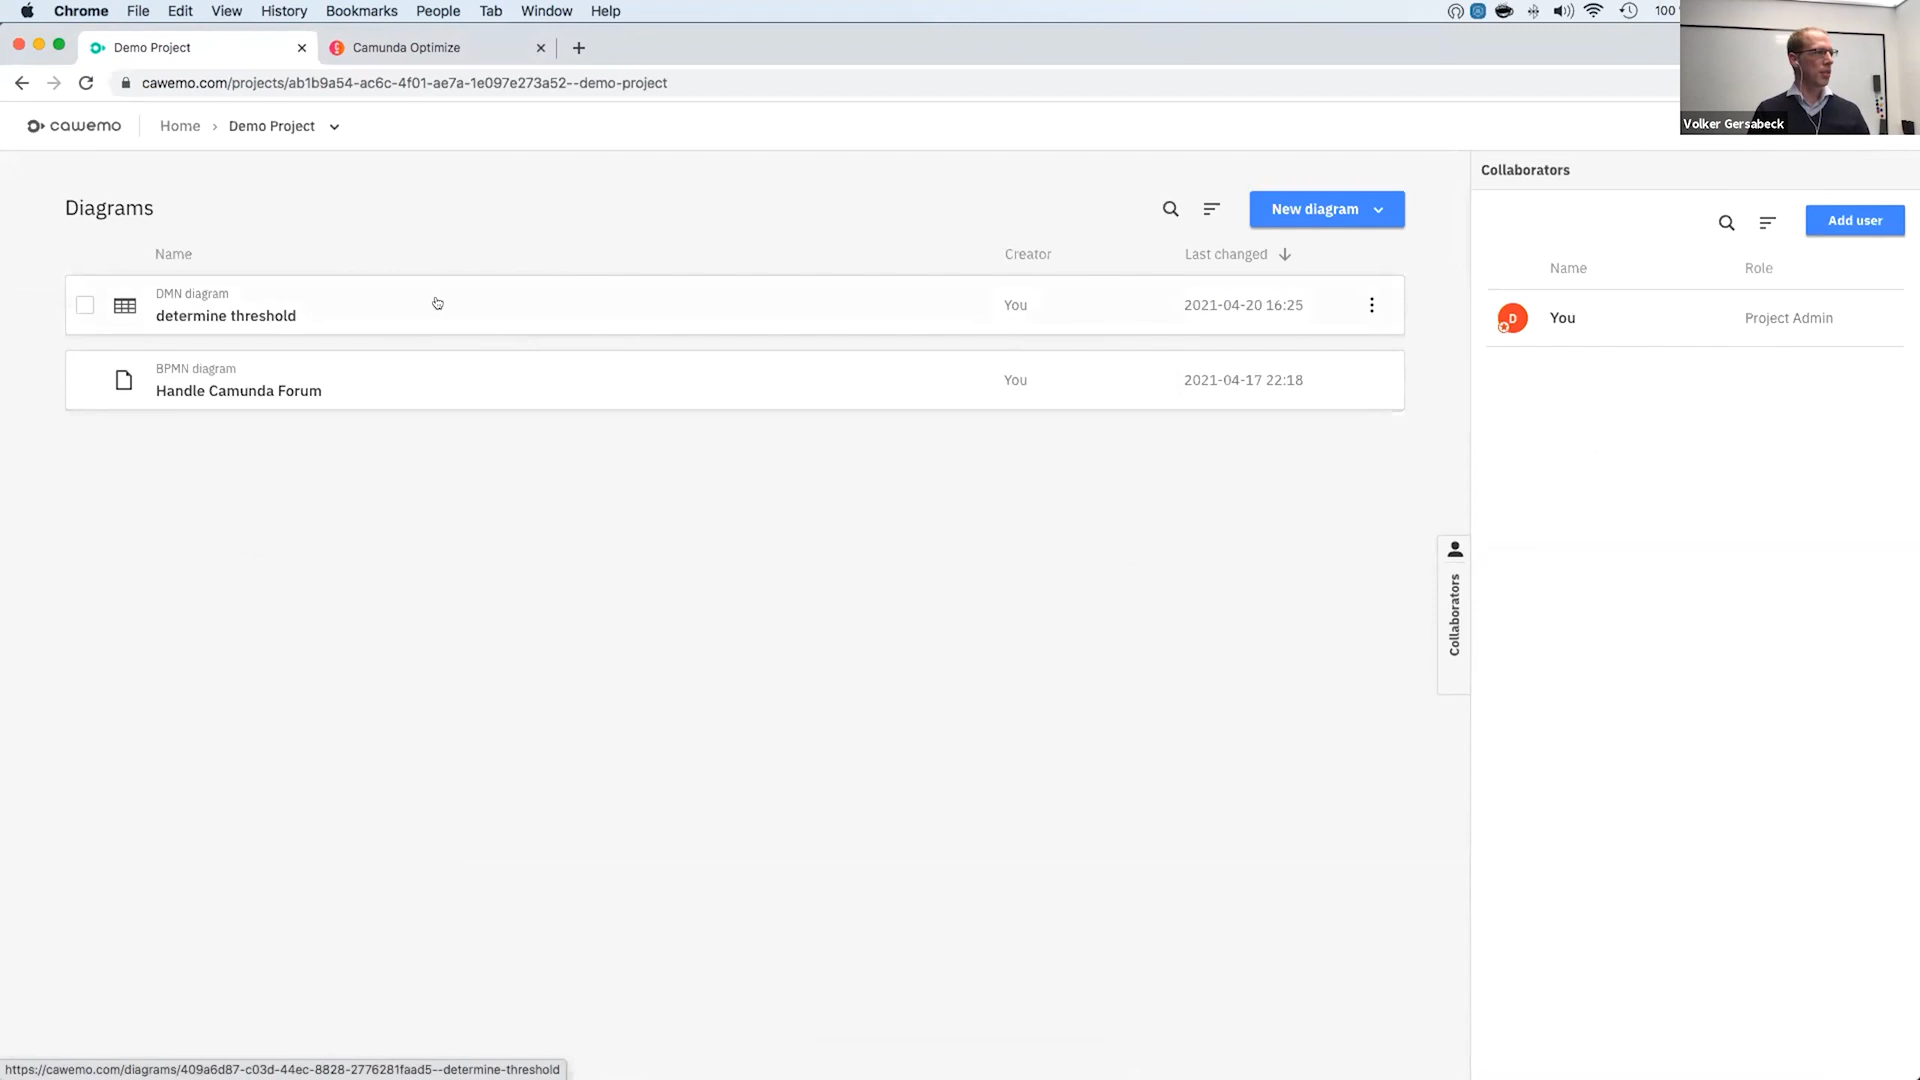 Chrome File Edit View History Bookmarks People Tab Window Help 100
Demo Project
Camunda Optimize
cawemo.com/projects/ab1b9a54-ac6c-4f01-ae7a-1e097e273a52--demo-project
Volker Gersabeck
cawemo Home › Demo Project
Collaborators
Diagrams
New diagram
Add user
Name Creator Last changed
Name Role
DMN diagram
determine threshold
You 2021-04-20 16:25
D You Project Admin
BPMN diagram
Handle Camunda Forum
You 2021-04-17 22:18
Collaborators
https://cawemo.com/diagrams/409a6d87-c03d-44ec-8828-2776281faad5--determine-threshold